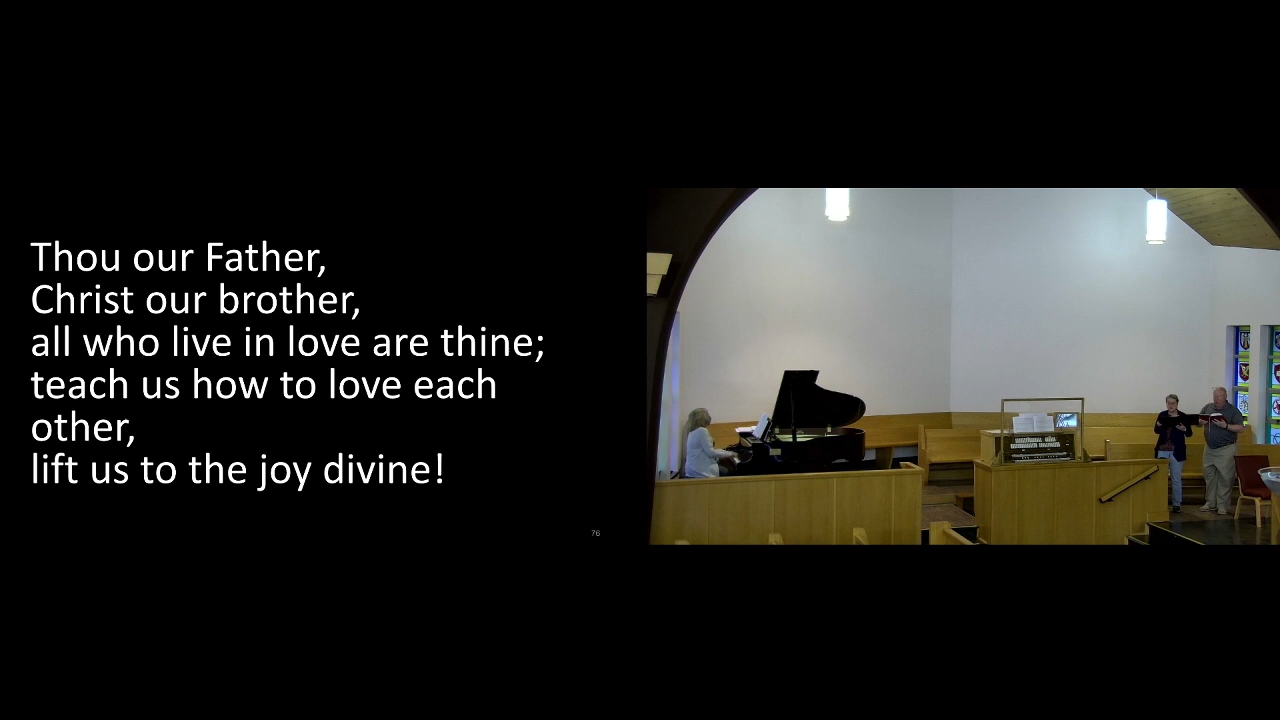 Thou our Father,
Christ our brother,
all who live in love are thine;
teach us how to love each
other,
lift us to the joy divine!
76